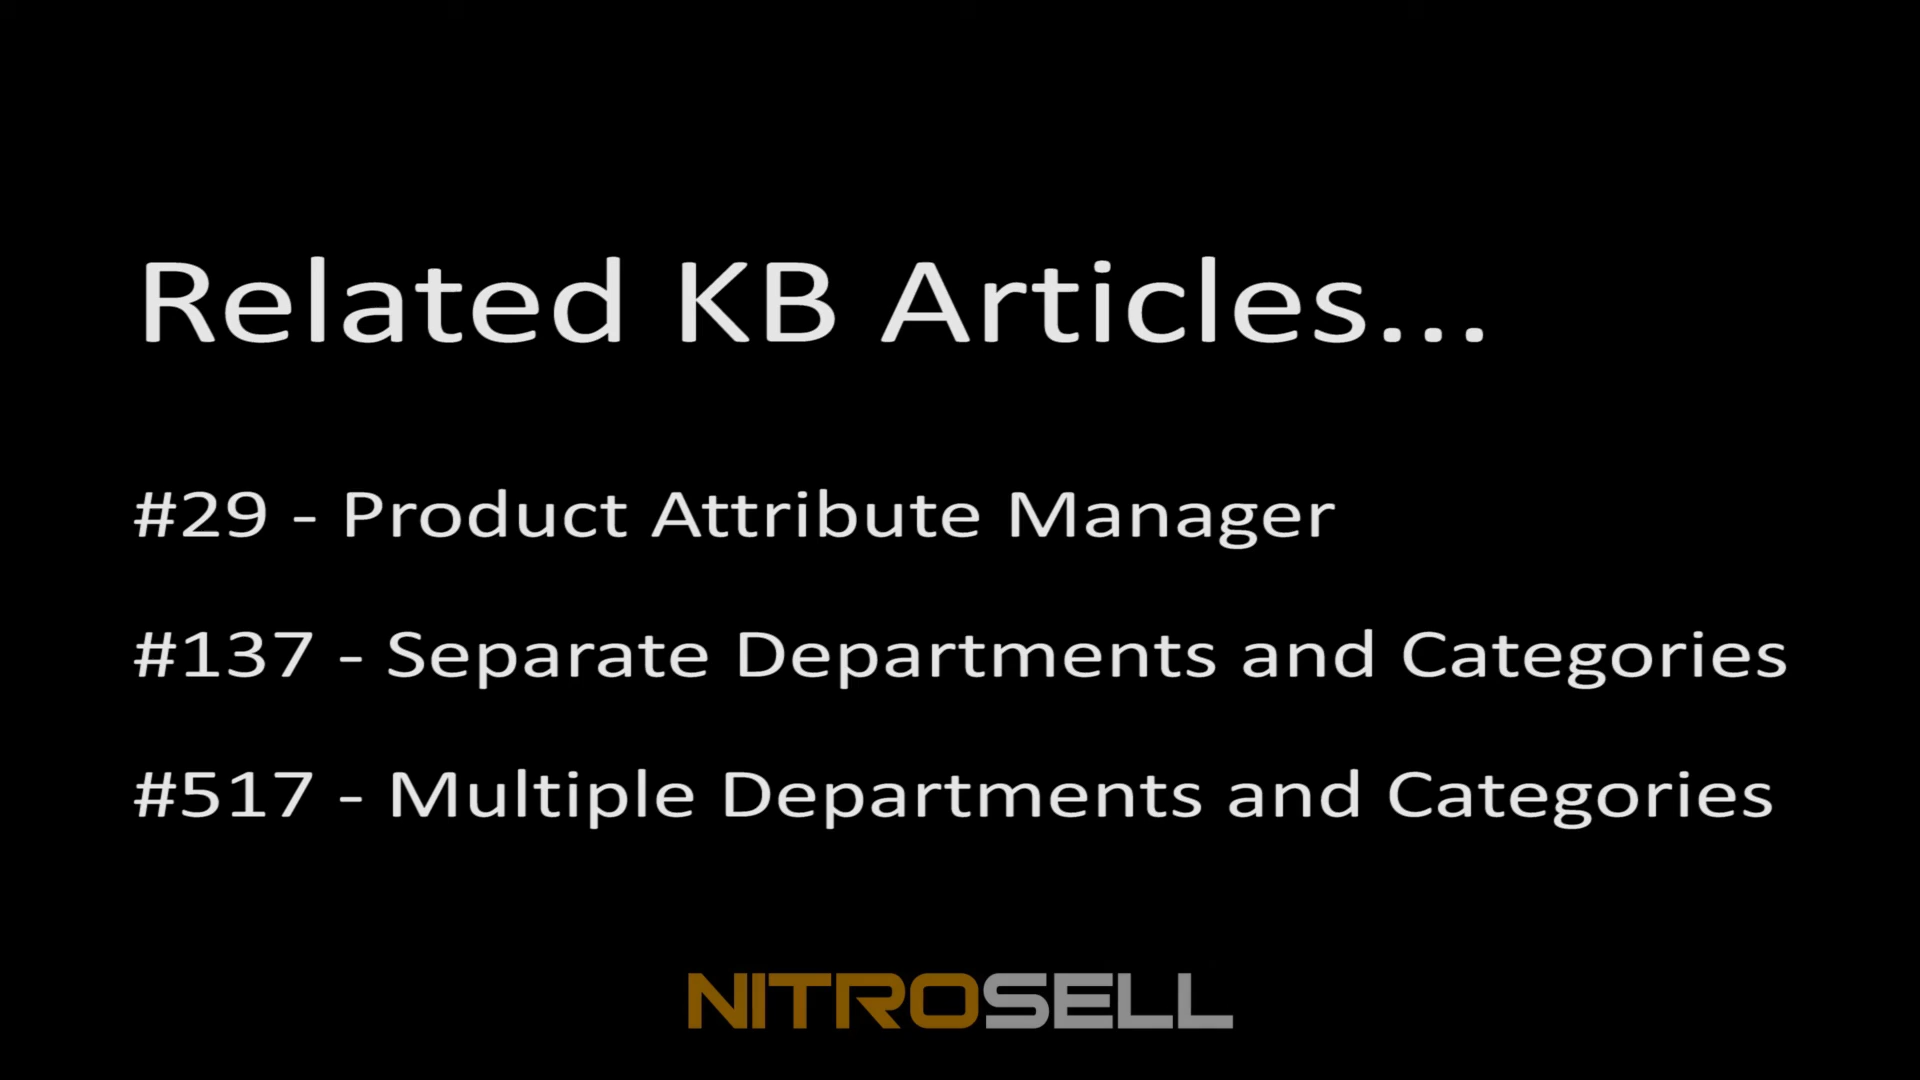 Related KB Articles...
#29 - Product Attribute Manager
#137 - Separate Departments and Categories
#517 - Multiple Departments and Categories
NITROSELL